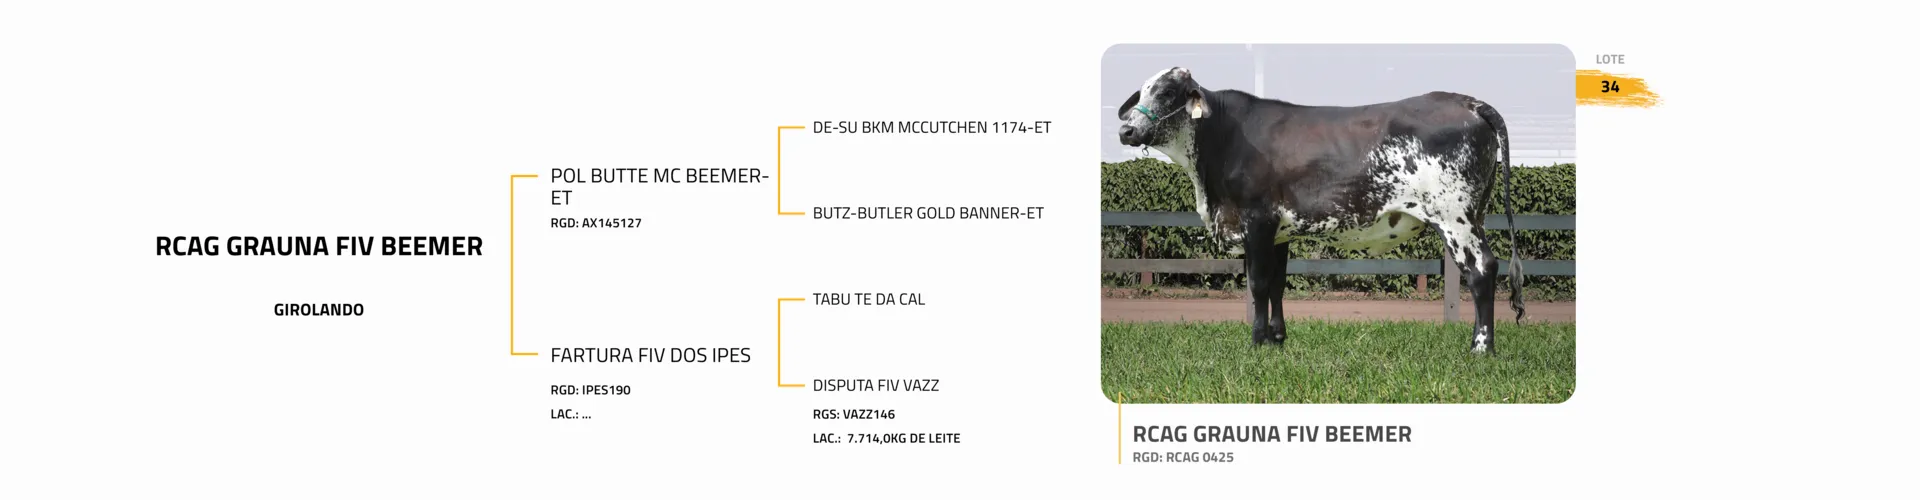 RCAG GRAUNA FIV BEEMER
GIROLANDO
POL BUTTE MC BEEMER-
ET
RGD: AX145127
FARTURA FIV DOS IPES
RGD: IPES190
LAC.: ...
DE-SU BKM MCCUTCHEN 1174-ET
BUTZ-BUTLER GOLD BANNER-ET
TABU TE DA CAL
DISPUTA FIV VAZZ
RGS: VAZZ146
LAC.: 7.714,0KG DE LEITE
LOTE
34
RCAG GRAUNA FIV BEEMER
RGD: RCAG 0425